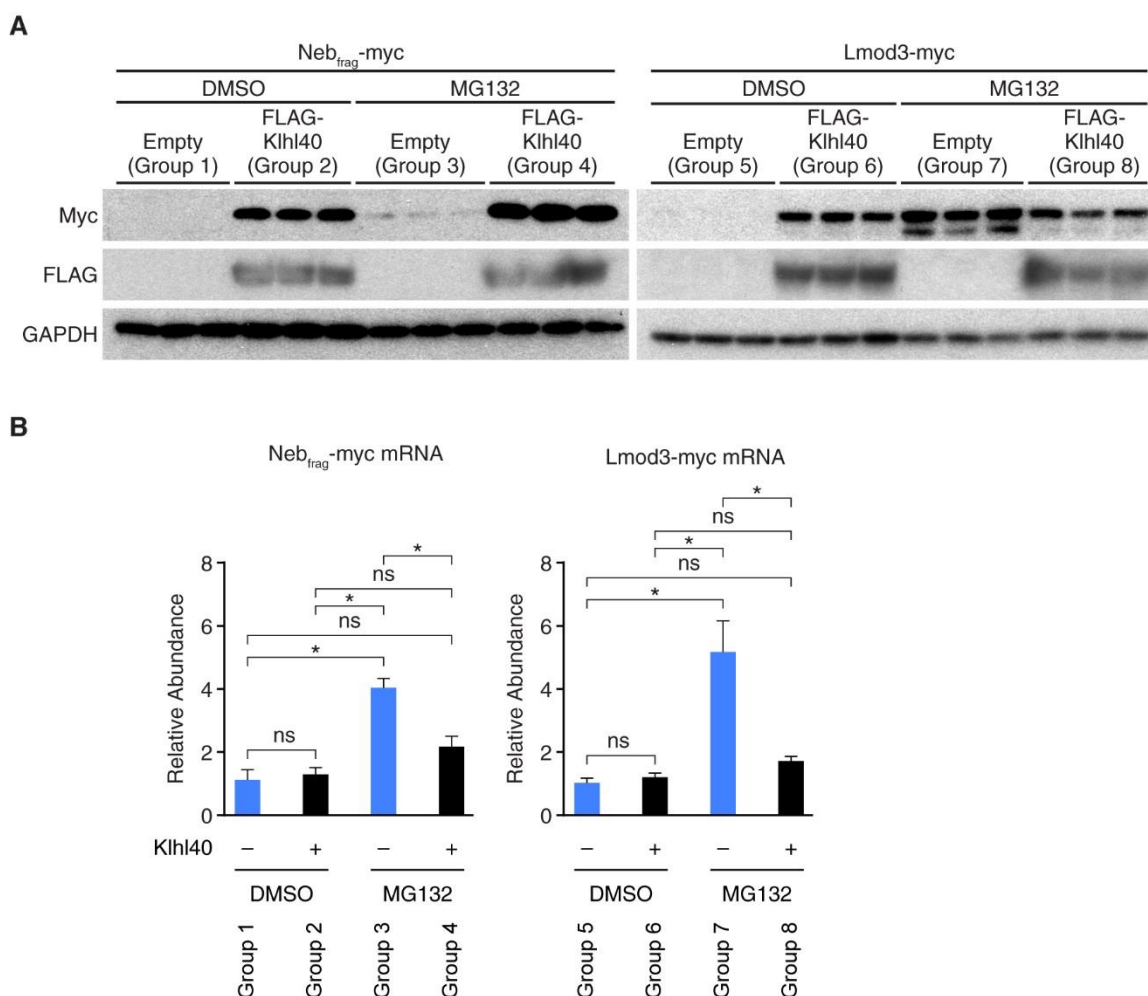 A
Neb_frag-myc Lmod3-myc
DMSO MG132 DMSO MG132
Empty (Group 1) FLAG-Klhl40 (Group 2) Empty (Group 3) FLAG-Klhl40 (Group 4) Empty (Group 5) FLAG-Klhl40 (Group 6) Empty (Group 7) FLAG-Klhl40 (Group 8)
Myc
FLAG
GAPDH
B
Neb_frag-myc mRNA
Relative Abundance
8
6
4
2
0
*
ns
*
ns
*
ns
Klhl40 – + – +
DMSO MG132
Group 1 Group 2 Group 3 Group 4
Lmod3-myc mRNA
Relative Abundance
8
6
4
2
0
*
ns
*
ns
*
ns
– + – +
DMSO MG132
Group 5 Group 6 Group 7 Group 8